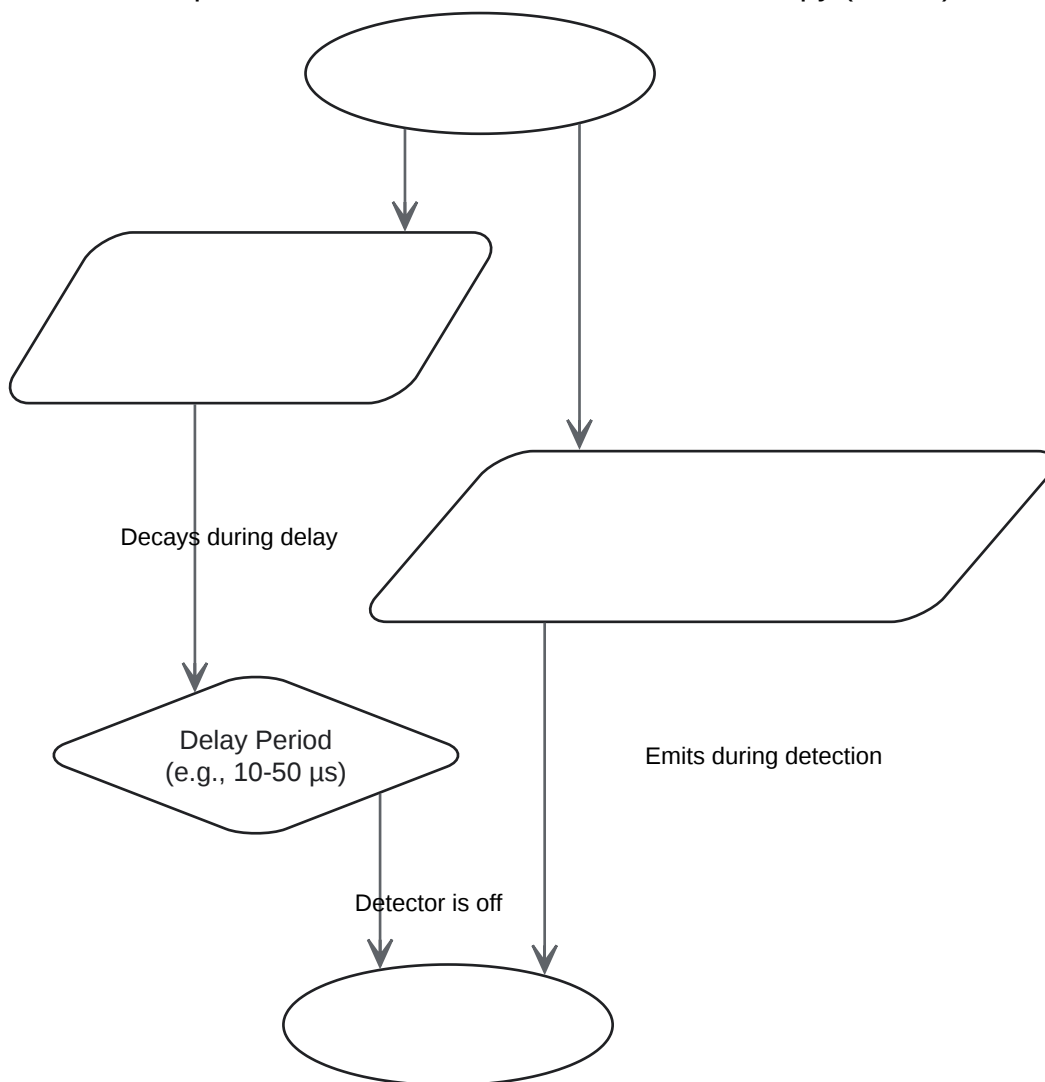 Decays during delay
Delay Period
(e.g., 10-50 µs)
Emits during detection
Detector is off